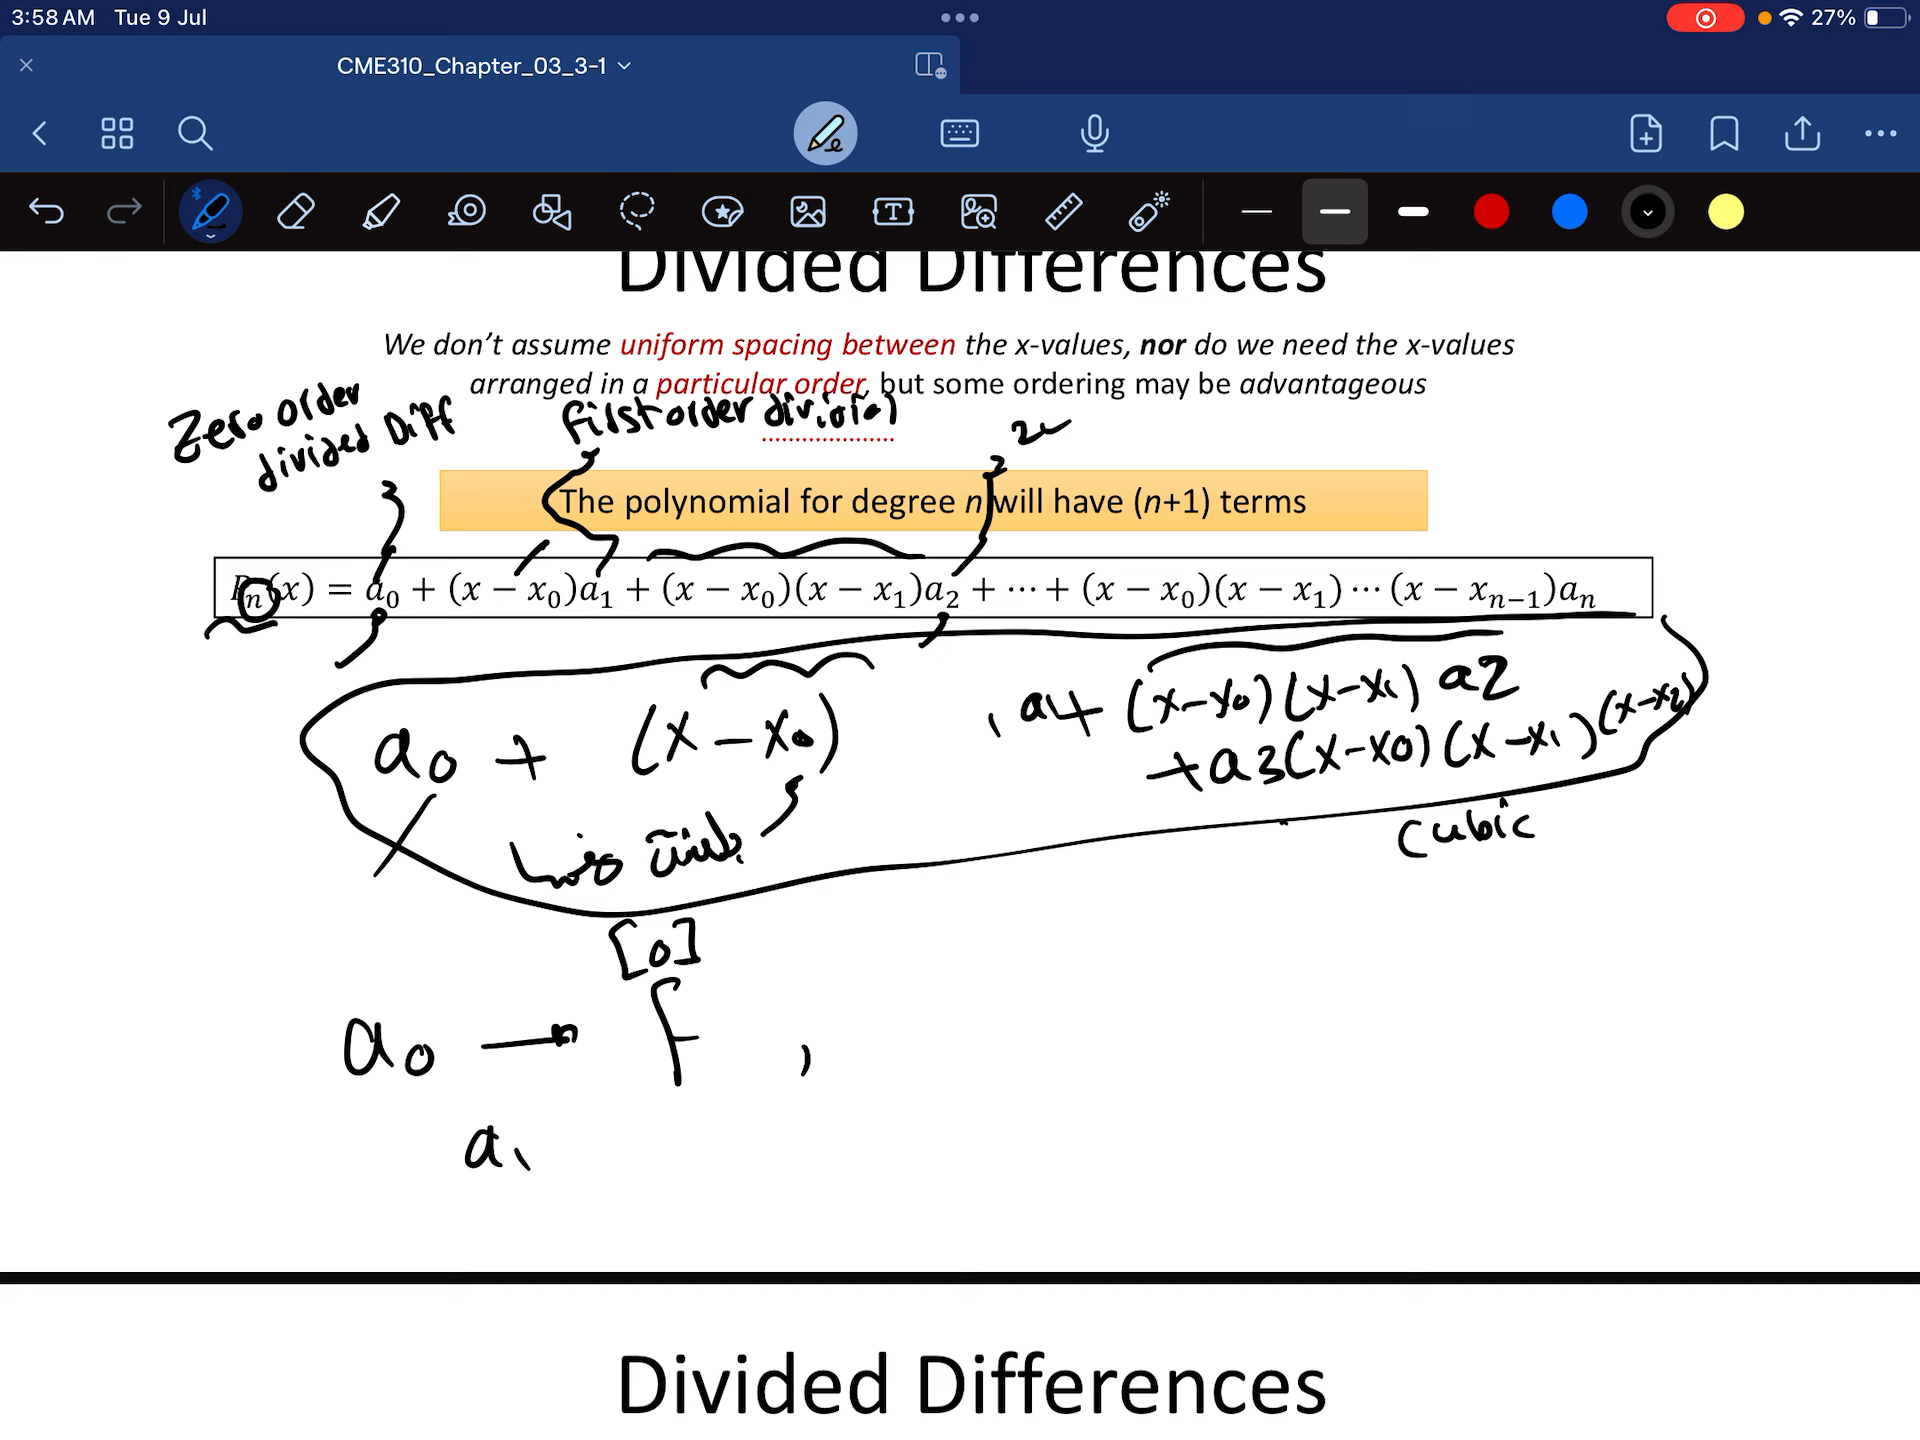 3:58 AM Tue 9 Jul 27%
CME310_Chapter_03_3-1
Divided Differences
We don't assume uniform spacing between the x-values, nor do we need the x-values
arranged in a particular order, but some ordering may be advantageous
Zero order
divided Diff
first order
2
The polynomial for degree n will have (n+1) terms
Pₙ(x) = a₀ + (x − x₀)a₁ + (x − x₀)(x − x₁)a₂ + ⋯ + (x − x₀)(x − x₁) ⋯ (x − xₙ₋₁)aₙ
a₀ + (x − x₀) , a + (x−x₀)(x−x₁) a2
+a3(x−x0)(x−x₁)(x−x₂)
cubic
[0]
a₀ → f ,
a₁
Divided Differences